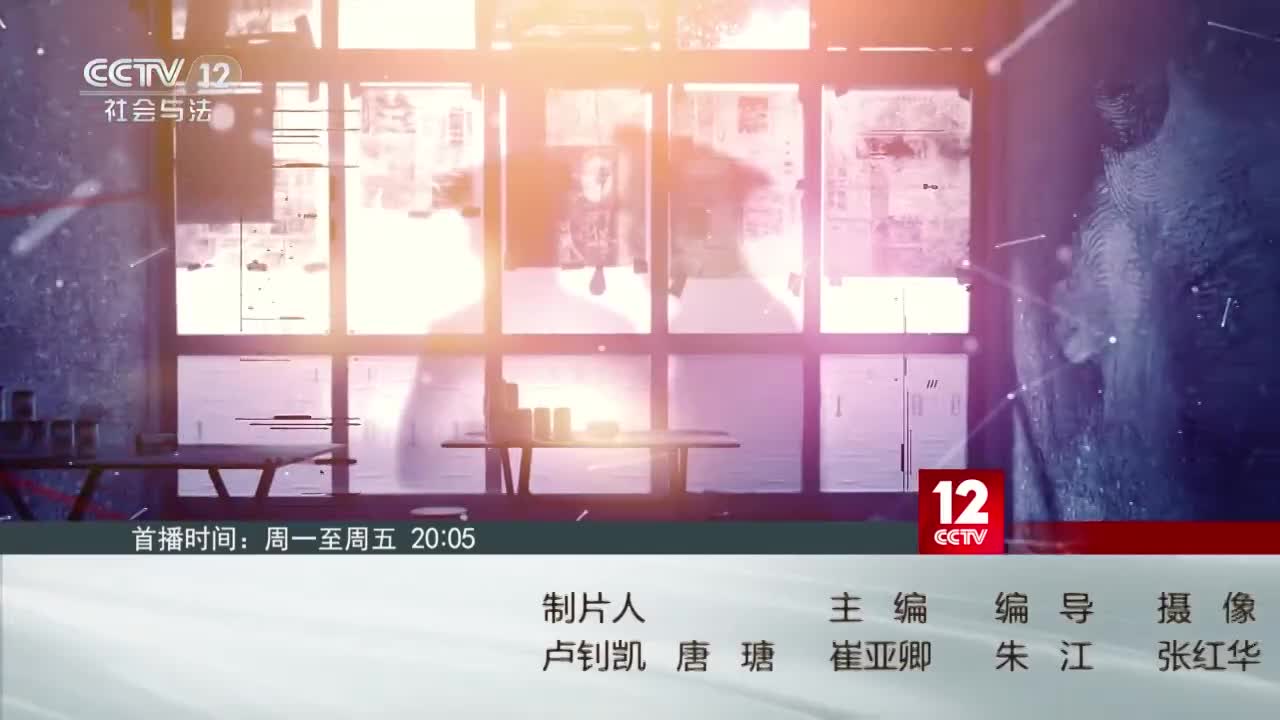 CCTV 12
社会与法
12
CCTV
首播时间：周一至周五 20:05
制片人 主 编 编 导 摄 像
卢钊凯 唐 瑭 崔亚卿 朱 江 张红华